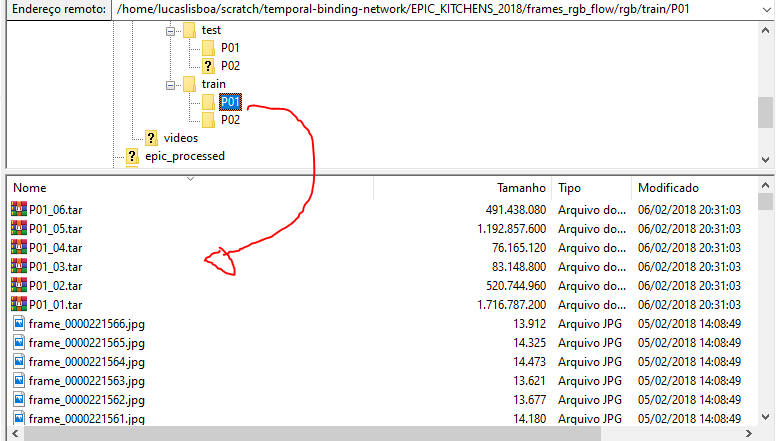 Endereço remoto: /home/lucaslisboa/scratch/temporal-binding-network/EPIC_KITCHENS_2018/frames_rgb_flow/rgb/train/P01
test
P01
? P02
train
P01
P02
? videos
? epic_processed
Nome Tamanho Tipo Modificado
P01_06.tar 491.438.080 Arquivo do... 06/02/2018 20:31:03
P01_05.tar 1.192.857.600 Arquivo do... 06/02/2018 20:31:03
P01_04.tar 76.165.120 Arquivo do... 06/02/2018 20:31:03
P01_03.tar 83.148.800 Arquivo do... 06/02/2018 20:31:03
P01_02.tar 520.744.960 Arquivo do... 06/02/2018 20:31:03
P01_01.tar 1.716.787.200 Arquivo do... 06/02/2018 20:31:03
frame_0000221566.jpg 13.912 Arquivo JPG 05/02/2018 14:08:49
frame_0000221565.jpg 14.325 Arquivo JPG 05/02/2018 14:08:49
frame_0000221564.jpg 14.473 Arquivo JPG 05/02/2018 14:08:49
frame_0000221563.jpg 13.621 Arquivo JPG 05/02/2018 14:08:49
frame_0000221562.jpg 13.677 Arquivo JPG 05/02/2018 14:08:49
frame_0000221561.jpg 14.180 Arquivo JPG 05/02/2018 14:08:49